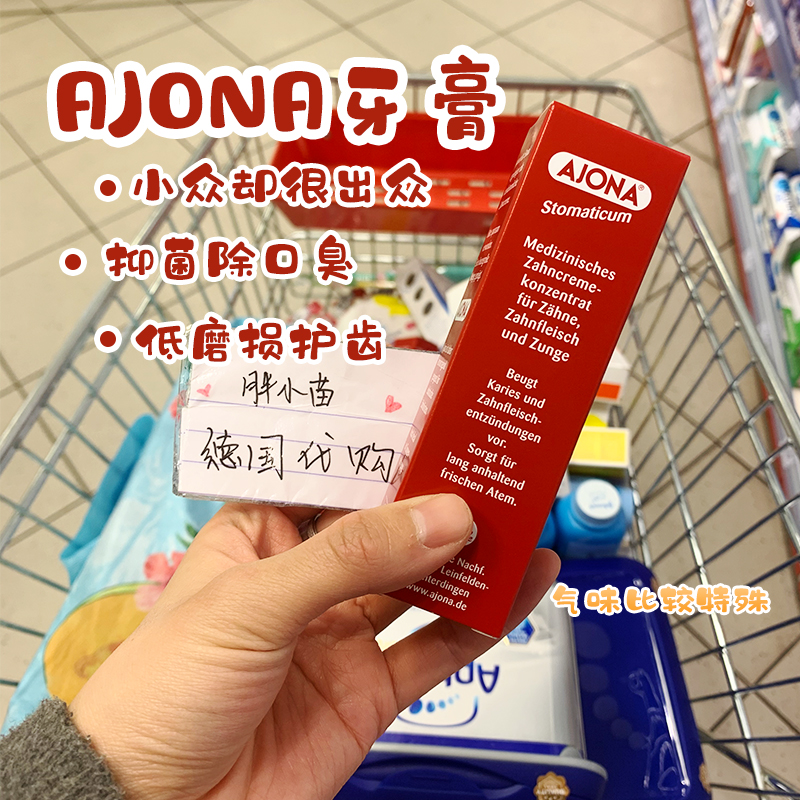 AJONA牙膏
•小众却很出众
•抑菌除口臭
•低磨损护齿
胖小苗
德国代购
AJONA®
Stomaticum
Medizinisches
Zahncreme-
konzentrat
für Zähne,
Zahnfleisch
und Zunge
Beugt
Karies und
Zahnfleisch-
entzündungen
vor.
Sorgt für
lang anhaltend
frischen Atem.
Nachf.
Leinfelden-
www.ajona.de
气味比较特殊